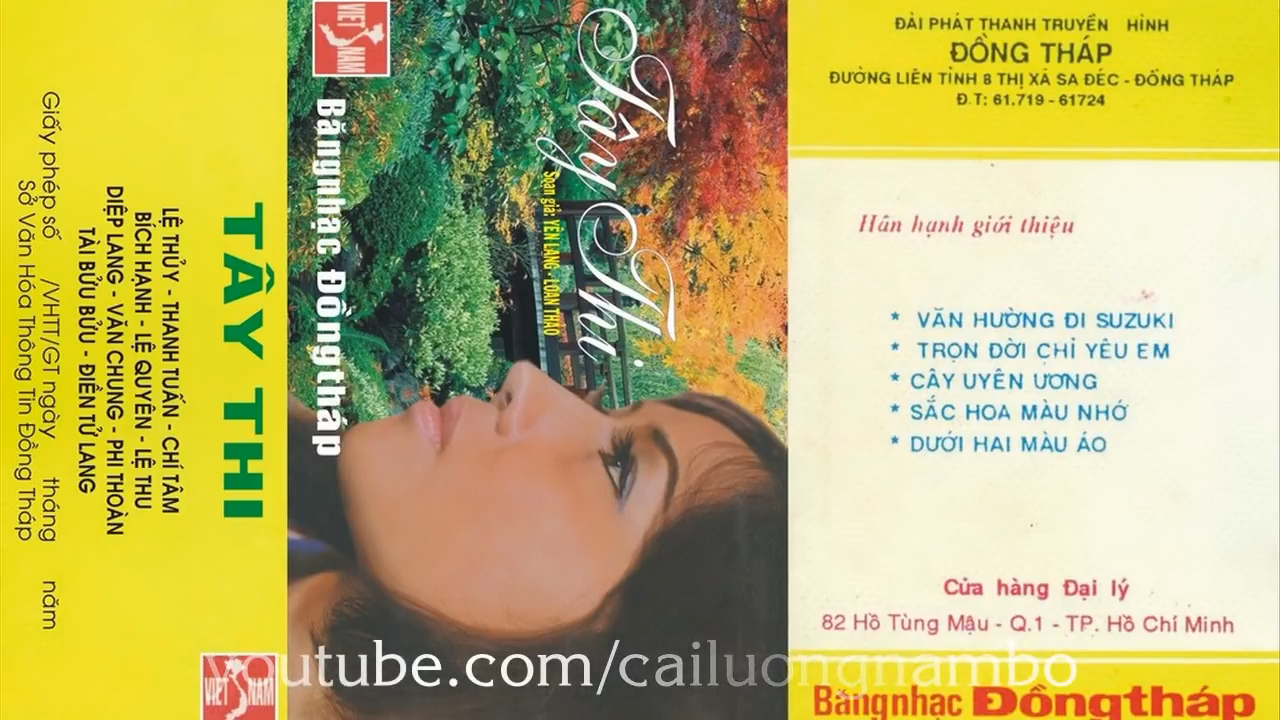 TÂY THI
LỆ THỦY - THANH TUẤN - CHÍ TÂM
BÍCH HẠNH - LỆ QUYÊN - LỆ THU
DIỆP LANG - VĂN CHUNG - PHI THOÀN
TÀI BỬU BỬU - ĐIỀN TỬ LANG
Giấy phép số /VHTT/GT ngày tháng năm
Sở Văn Hóa Thông Tin Đồng Tháp
VIỆT NAM
VIỆT NAM
Tây Thi
Soạn giả: YÊN LANG - LOAN THẢO
Băngnhạc Đồngtháp
ĐÀI PHÁT THANH TRUYỀN HÌNH
ĐỒNG THÁP
ĐƯỜNG LIÊN TỈNH 8 THỊ XÃ SA ĐÉC - ĐỒNG THÁP
Đ.T: 61.719 - 61724
Hân hạnh giới thiệu
* VĂN HƯỜNG ĐI SUZUKI
* TRỌN ĐỜI CHỈ YÊU EM
* CÂY UYÊN ƯƠNG
* SẮC HOA MÀU NHỚ
* DƯỚI HAI MÀU ÁO
Cửa hàng Đại lý
82 Hồ Tùng Mậu - Q.1 - TP. Hồ Chí Minh
Băngnhạc Đồngtháp
youtube.com/cailuongnambo